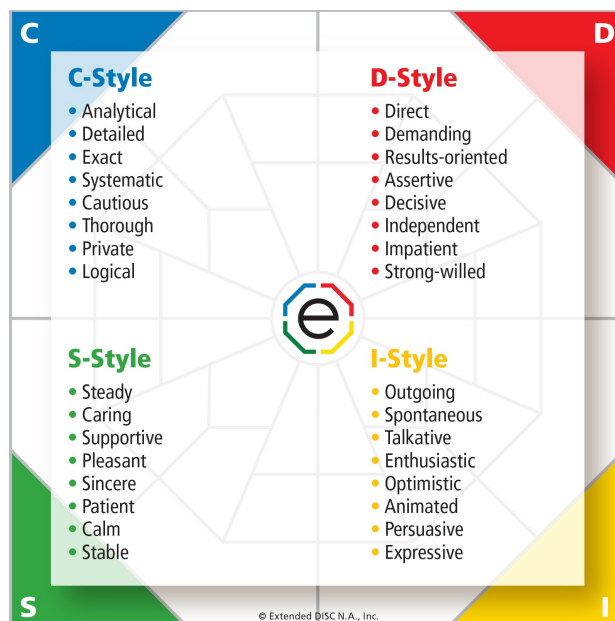 C
D
C-Style
• Analytical
• Detailed
• Exact
• Systematic
• Cautious
• Thorough
• Private
• Logical
D-Style
• Direct
• Demanding
• Results-oriented
• Assertive
• Decisive
• Independent
• Impatient
• Strong-willed
e
S-Style
• Steady
• Caring
• Supportive
• Pleasant
• Sincere
• Patient
• Calm
• Stable
I-Style
• Outgoing
• Spontaneous
• Talkative
• Enthusiastic
• Optimistic
• Animated
• Persuasive
• Expressive
S
I
© Extended DISC N.A., Inc.